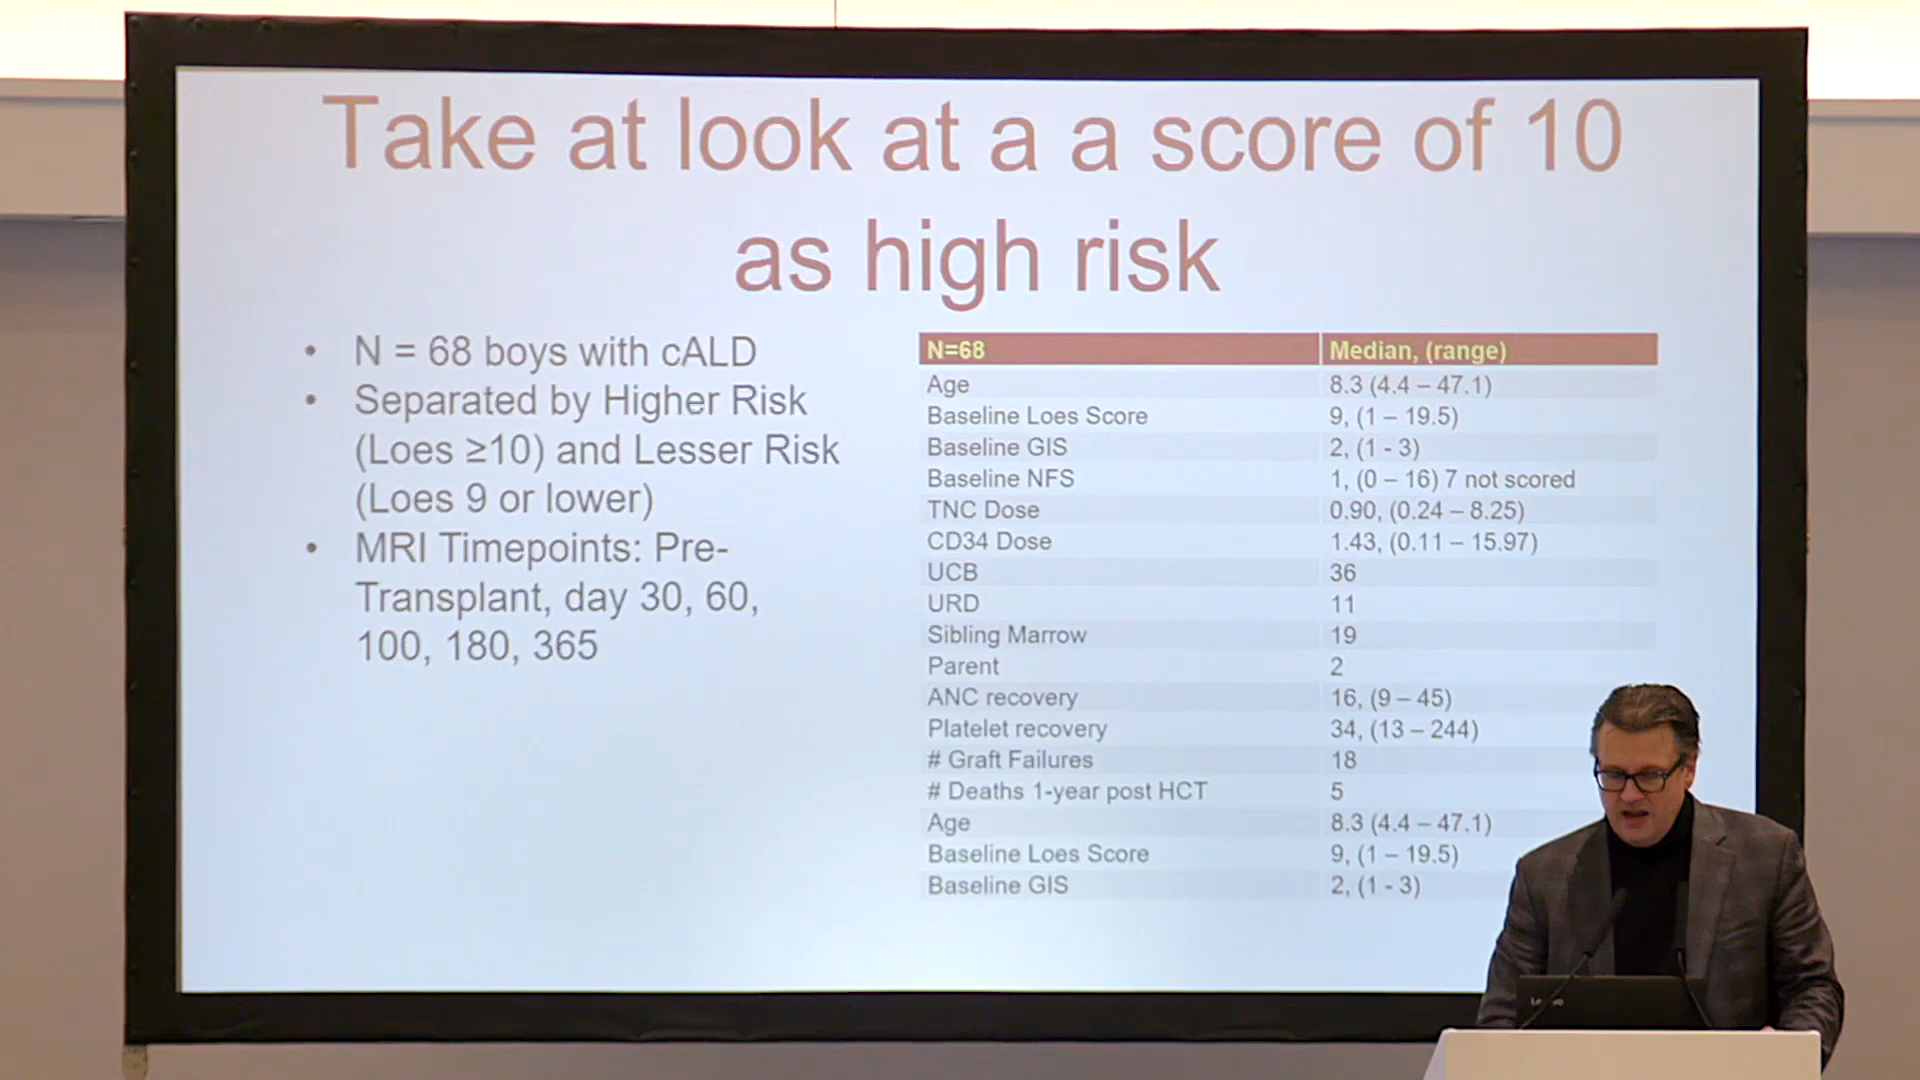 Take at look at a a score of 10
as high risk
• N = 68 boys with cALD
• Separated by Higher Risk
(Loes ≥10) and Lesser Risk
(Loes 9 or lower)
• MRI Timepoints: Pre-
Transplant, day 30, 60,
100, 180, 365
N=68 Median, (range)
Age 8.3 (4.4 – 47.1)
Baseline Loes Score 9, (1 – 19.5)
Baseline GIS 2, (1 - 3)
Baseline NFS 1, (0 – 16) 7 not scored
TNC Dose 0.90, (0.24 – 8.25)
CD34 Dose 1.43, (0.11 – 15.97)
UCB 36
URD 11
Sibling Marrow 19
Parent 2
ANC recovery 16, (9 – 45)
Platelet recovery 34, (13 – 244)
# Graft Failures 18
# Deaths 1-year post HCT 5
Age 8.3 (4.4 – 47.1)
Baseline Loes Score 9, (1 – 19.5)
Baseline GIS 2, (1 - 3)